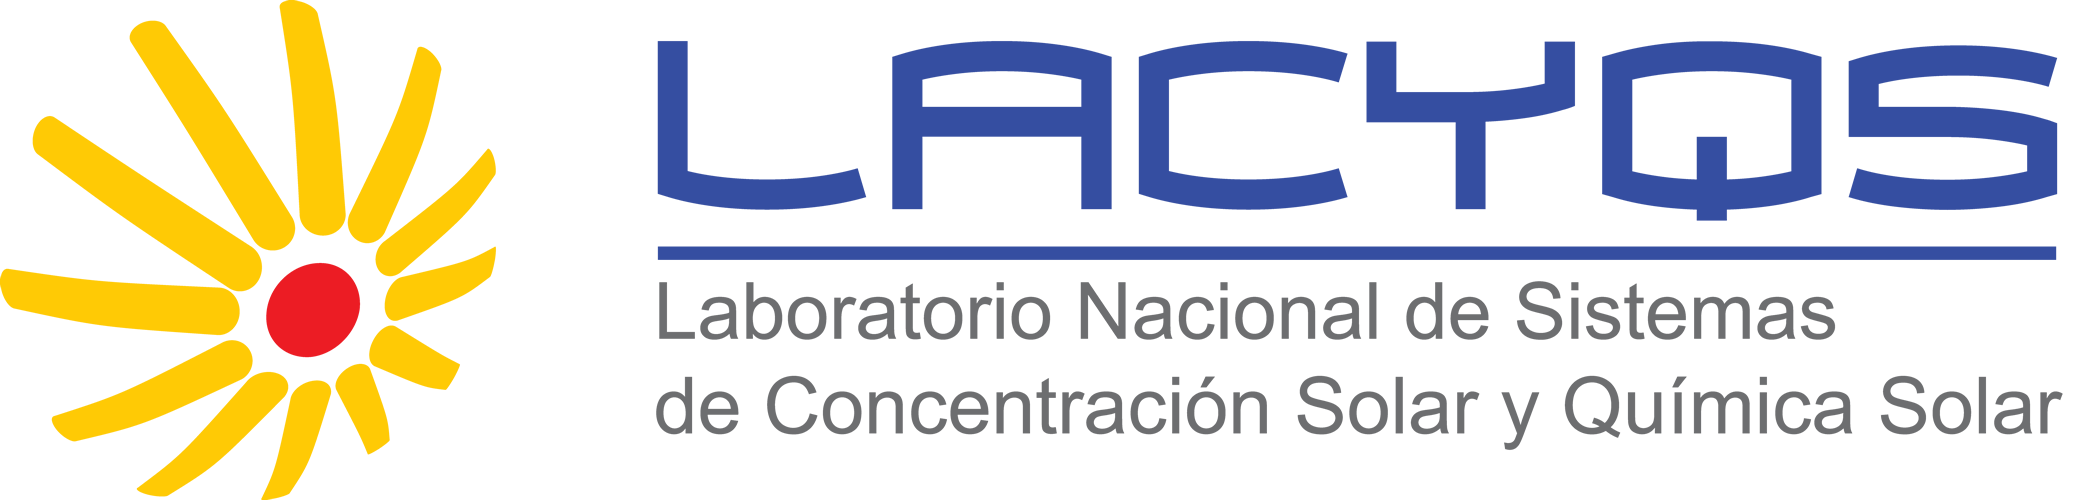 LACYQS
Laboratorio Nacional de Sistemas
de Concentración Solar y Química Solar